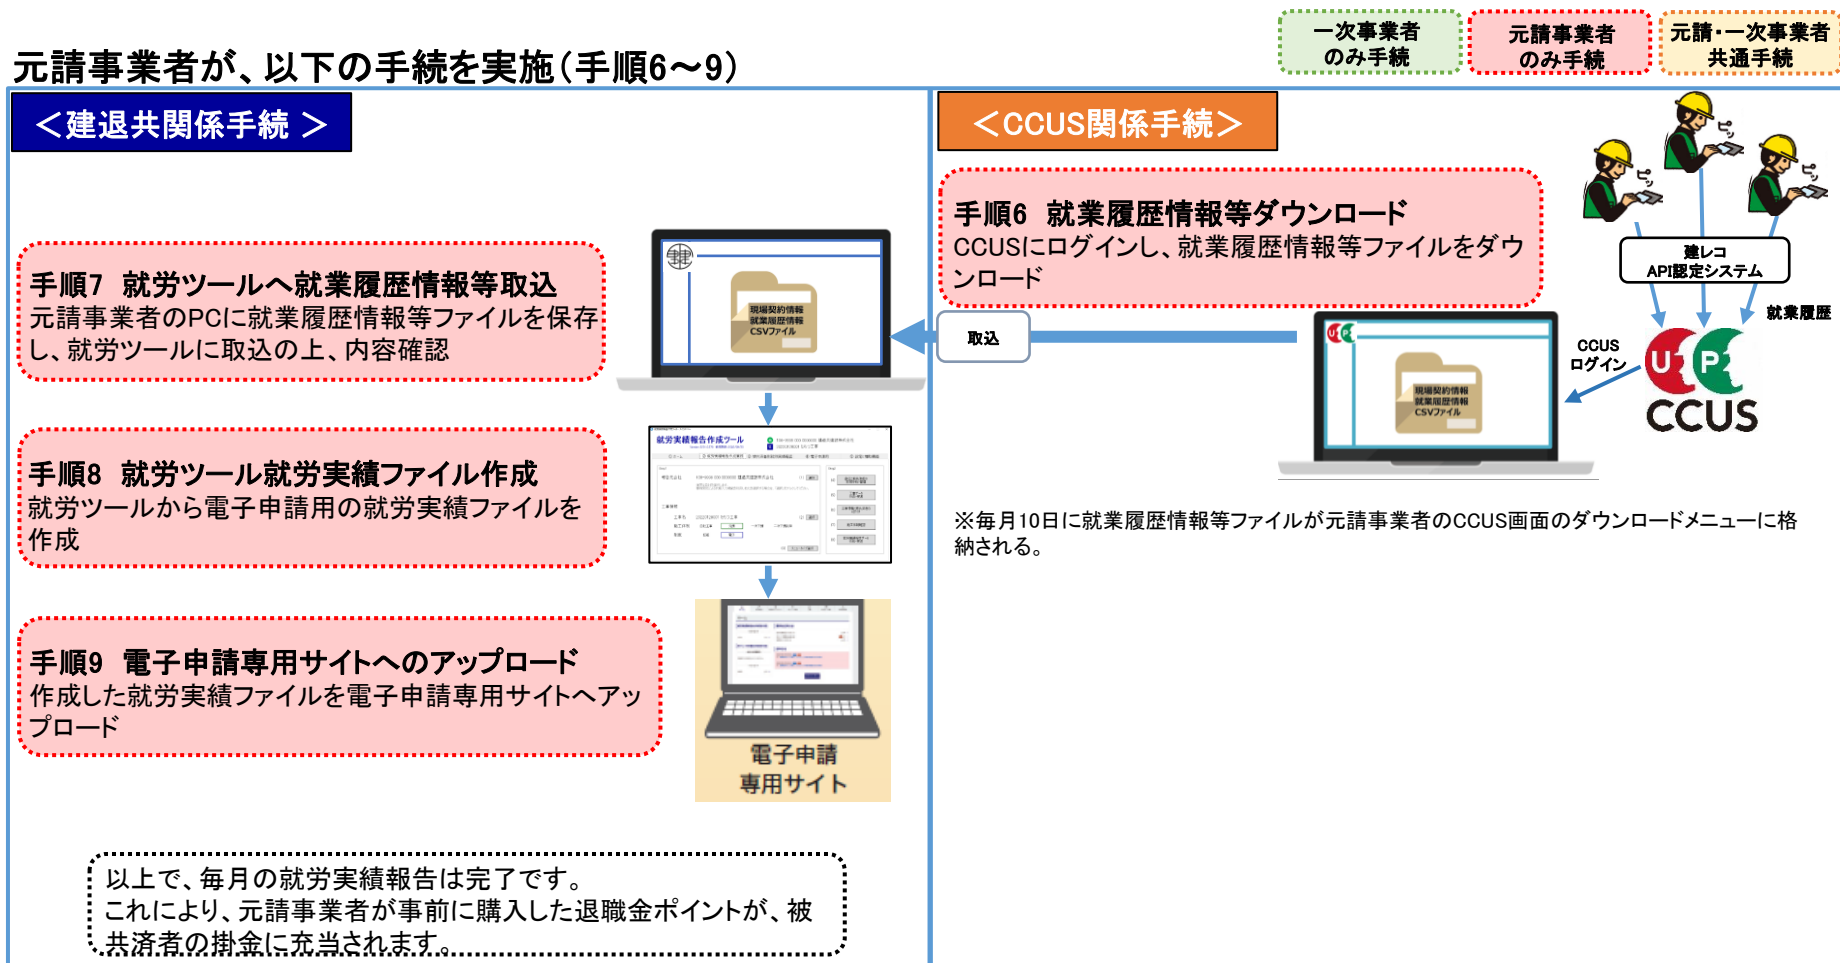 一次事業者
のみ手続
元請事業者
のみ手続
元請・一次事業者
共通手続
元請事業者が、以下の手続を実施(手順6～9)
＜建退共関係手続 ＞
手順7 就労ツールへ就業履歴情報等取込
元請事業者のPCに就業履歴情報等ファイルを保存
し、就労ツールに取込の上、内容確認
現場契約情報
就業履歴情報
CSVファイル
手順8 就労ツール就労実績ファイル作成
就労ツールから電子申請用の就労実績ファイルを
作成
就労実績報告作成ツール
手順9 電子申請専用サイトへのアップロード
作成した就労実績ファイルを電子申請専用サイトへアッ
プロード
電子申請
専用サイト
以上で、毎月の就労実績報告は完了です。
これにより、元請事業者が事前に購入した退職金ポイントが、被
共済者の掛金に充当されます。
＜CCUS関係手続＞
手順6 就業履歴情報等ダウンロード
CCUSにログインし、就業履歴情報等ファイルをダウ
ンロード
ピッ
ピッ
ピッ
建レコ
API認定システム
就業履歴
取込
CCUS
ログイン
UP
CCUS
UP
現場契約情報
就業履歴情報
CSVファイル
※毎月10日に就業履歴情報等ファイルが元請事業者のCCUS画面のダウンロードメニューに格
納される。